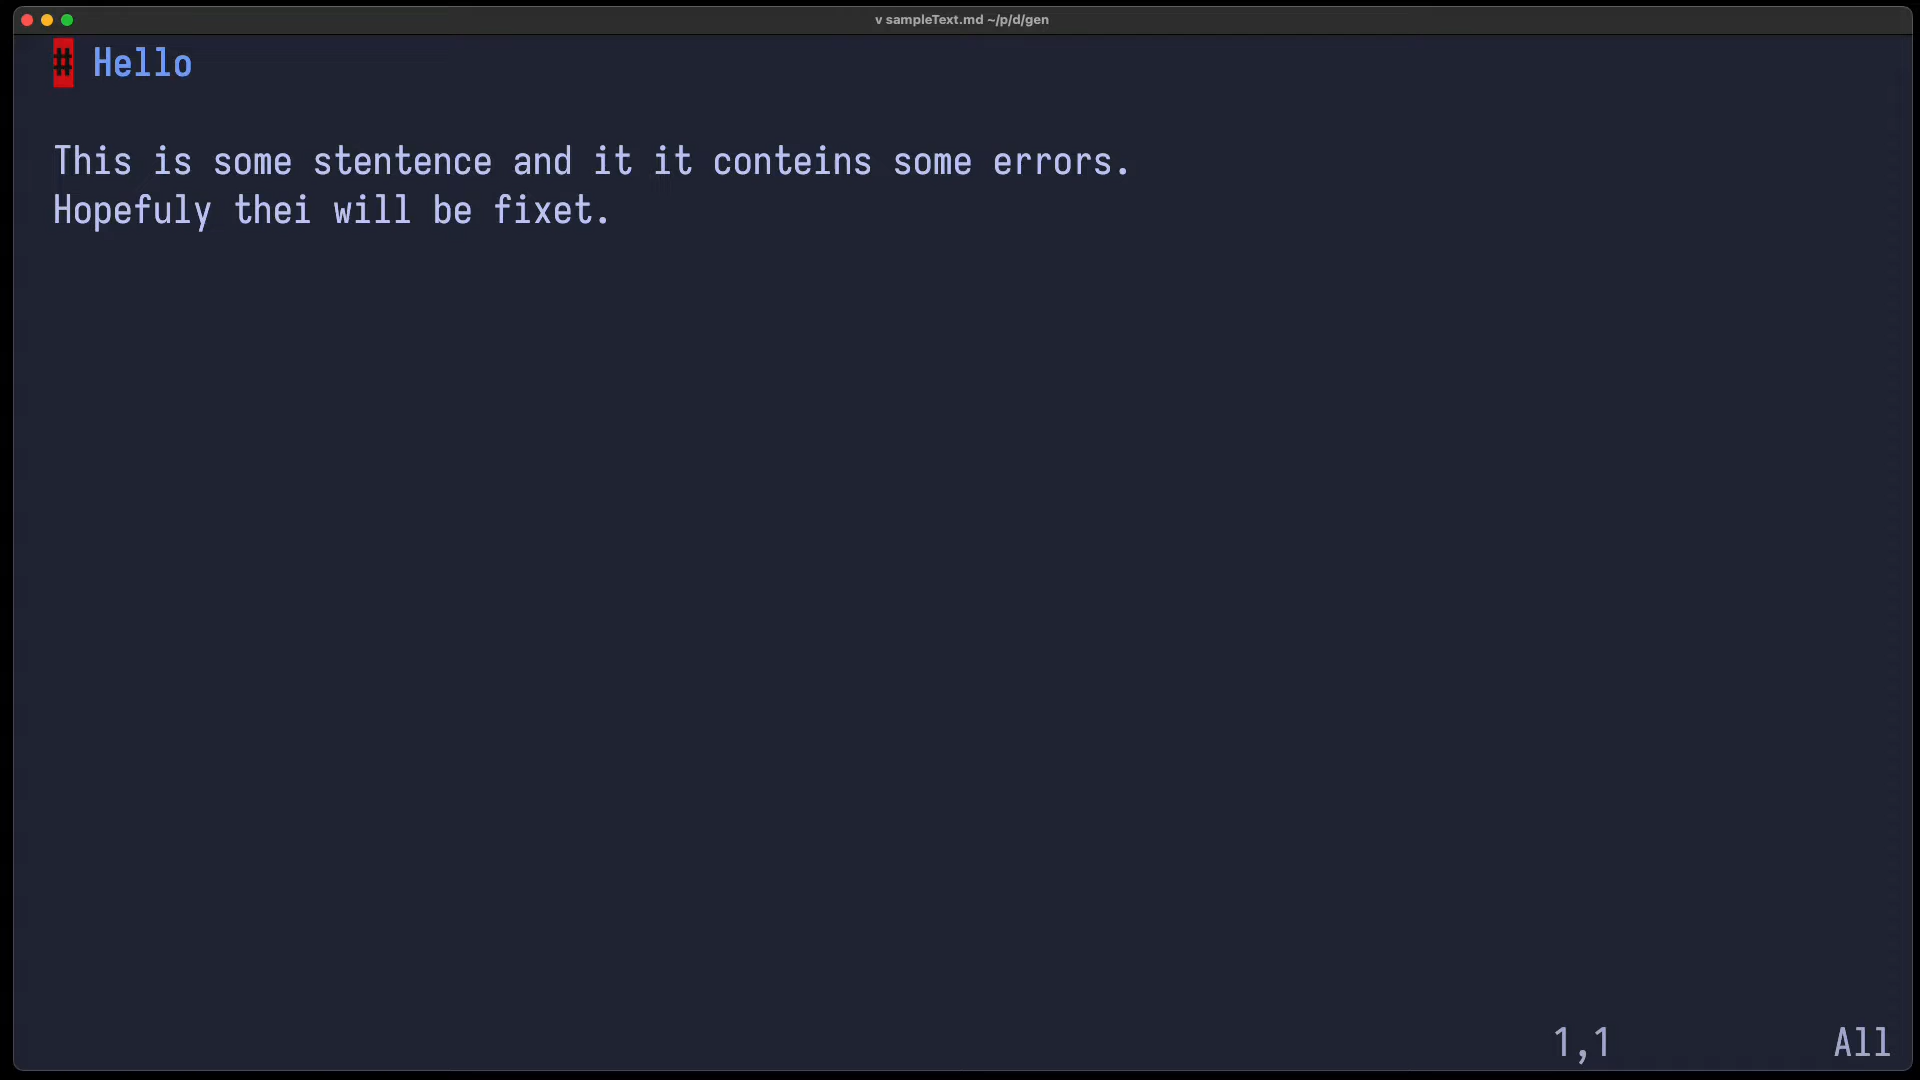 v sampleText.md ~/p/d/gen
# Hello
This is some stentence and it it conteins some errors.
Hopefuly thei will be fixet.
1,1 All